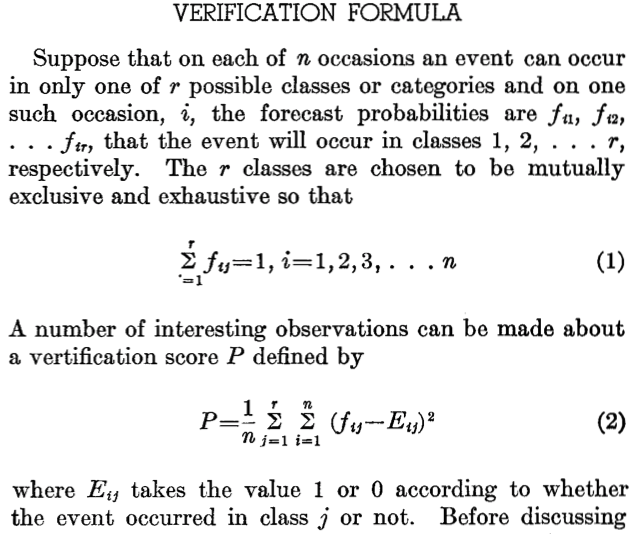 VERIFICATION FORMULA
Suppose that on each of n occasions an event can occur
in only one of r possible classes or categories and on one
such occasion, i, the forecast probabilities are f_{i1}, f_{i2},
. . . f_{ir}, that the event will occur in classes 1, 2, . . . r,
respectively. The r classes are chosen to be mutually
exclusive and exhaustive so that
\sum_{j=1}^{r} f_{ij}=1, i=1,2,3, . . . n (1)
A number of interesting observations can be made about
a vertification score P defined by
P=\frac{1}{n} \sum_{j=1}^{r} \sum_{i=1}^{n} (f_{ij}-E_{ij})^2 (2)
where E_{ij} takes the value 1 or 0 according to whether
the event occurred in class j or not. Before discussing